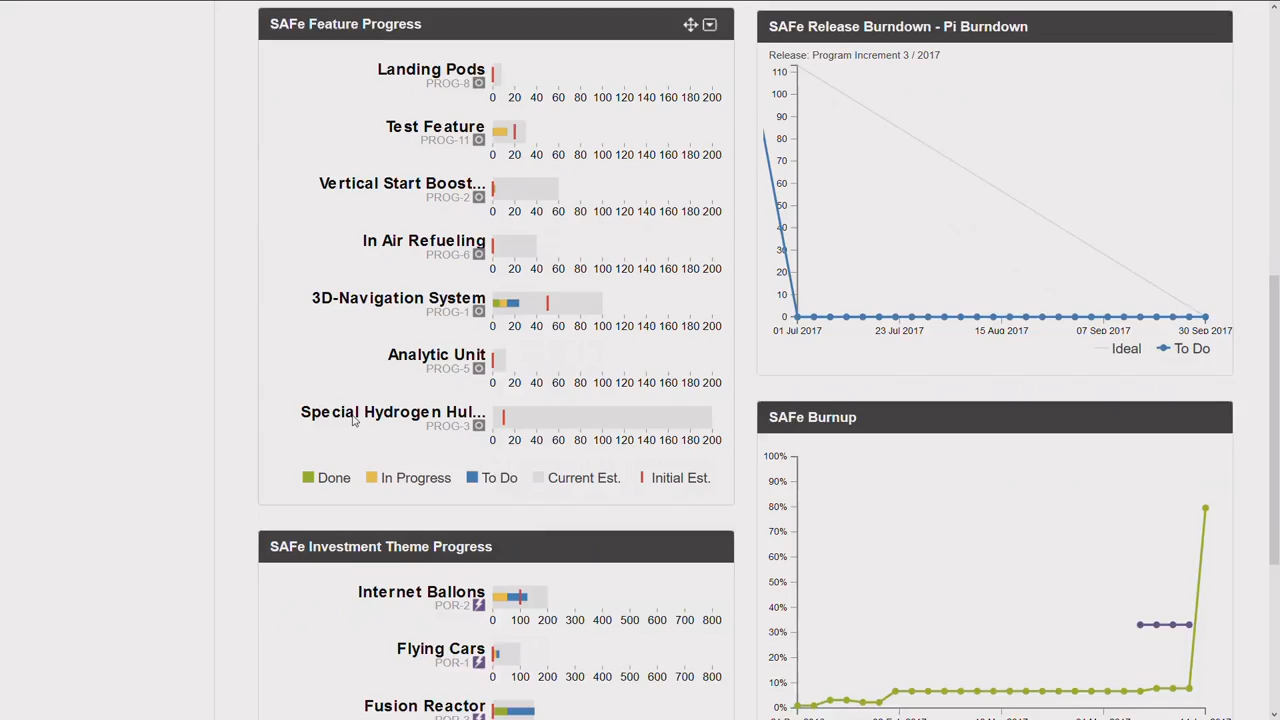 SAFe Feature Progress
Landing Pods
PROG-8
0 20 40 60 80 100 120 140 160 180 200
Test Feature
PROG-11
0 20 40 60 80 100 120 140 160 180 200
Vertical Start Boost...
PROG-2
0 20 40 60 80 100 120 140 160 180 200
In Air Refueling
PROG-6
0 20 40 60 80 100 120 140 160 180 200
3D-Navigation System
PROG-1
0 20 40 60 80 100 120 140 160 180 200
Analytic Unit
PROG-5
0 20 40 60 80 100 120 140 160 180 200
Special Hydrogen Hul...
PROG-3
0 20 40 60 80 100 120 140 160 180 200
Done In Progress To Do Current Est. Initial Est.
SAFe Investment Theme Progress
Internet Ballons
POR-2
0 100 200 300 400 500 600 700 800
Flying Cars
POR-1
0 100 200 300 400 500 600 700 800
Fusion Reactor
SAFe Release Burndown - Pi Burndown
Release: Program Increment 3 / 2017
110
100
90
80
70
60
50
40
30
20
10
0
01 Jul 2017 23 Jul 2017 15 Aug 2017 07 Sep 2017 30 Sep 2017
Ideal To Do
SAFe Burnup
100%
90%
80%
70%
60%
50%
40%
30%
20%
10%
0%